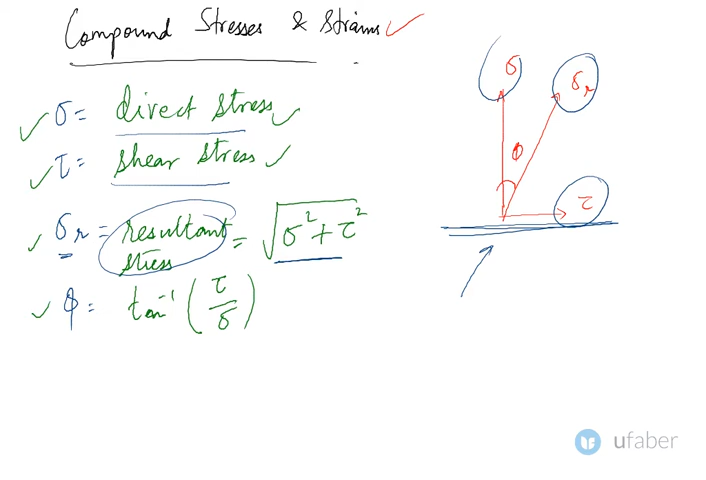 Compound Stresses & Strains
σ = direct stress
τ = shear stress
σr = resultant stress = √σ² + τ²
ϕ = tan⁻¹ (τ/σ)
σ
σr
ϕ
τ
ufaber